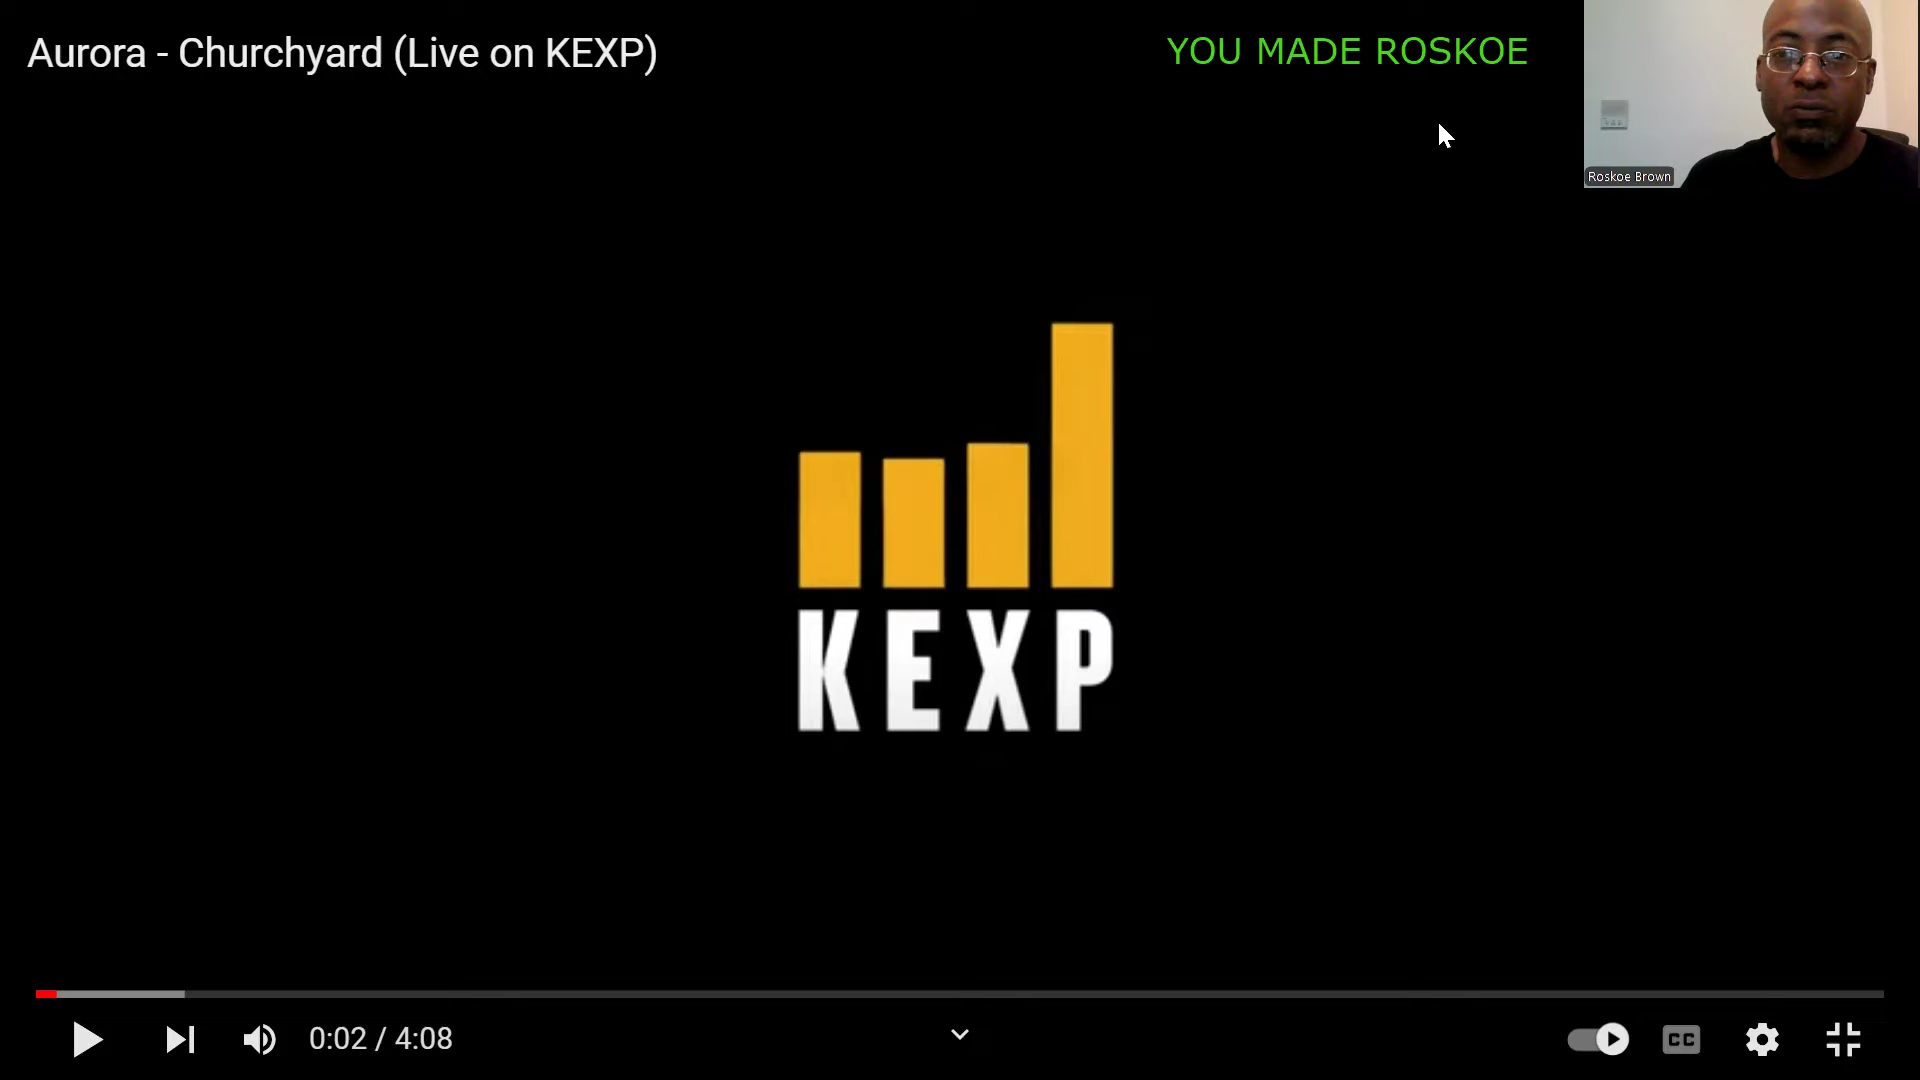 Aurora - Churchyard (Live on KEXP)
YOU MADE ROSKOE
Roskoe Brown
KEXP
0:02 / 4:08
CC